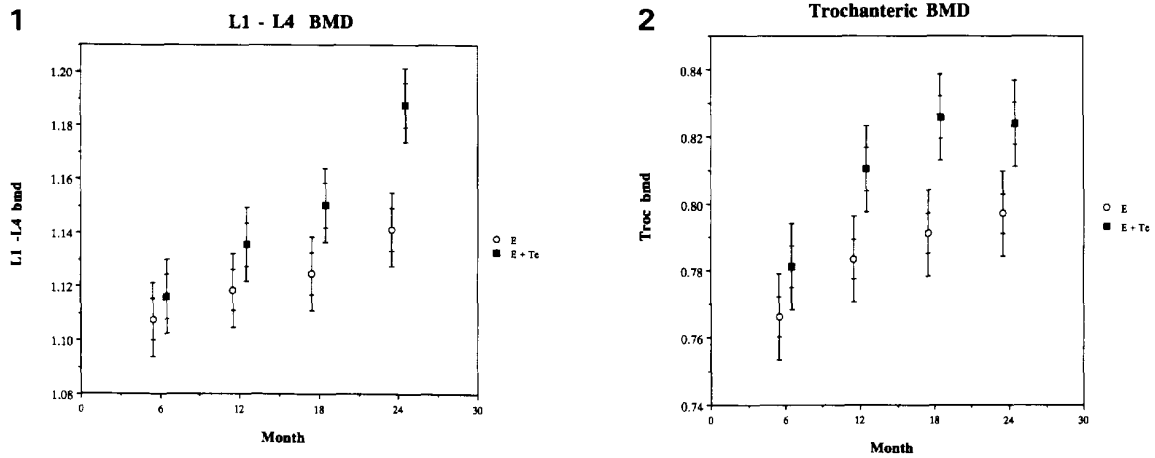 1
L1 - L4 BMD
1.20
1.18
1.16
1.14
1.12
1.10
1.08
L1 -L4 bmd
0
6
12
18
24
30
Month
E
E + Te
2
Trochanteric BMD
0.84
0.82
0.80
0.78
0.76
0.74
Troc bmd
0
6
12
18
24
30
Month
E
E + Te